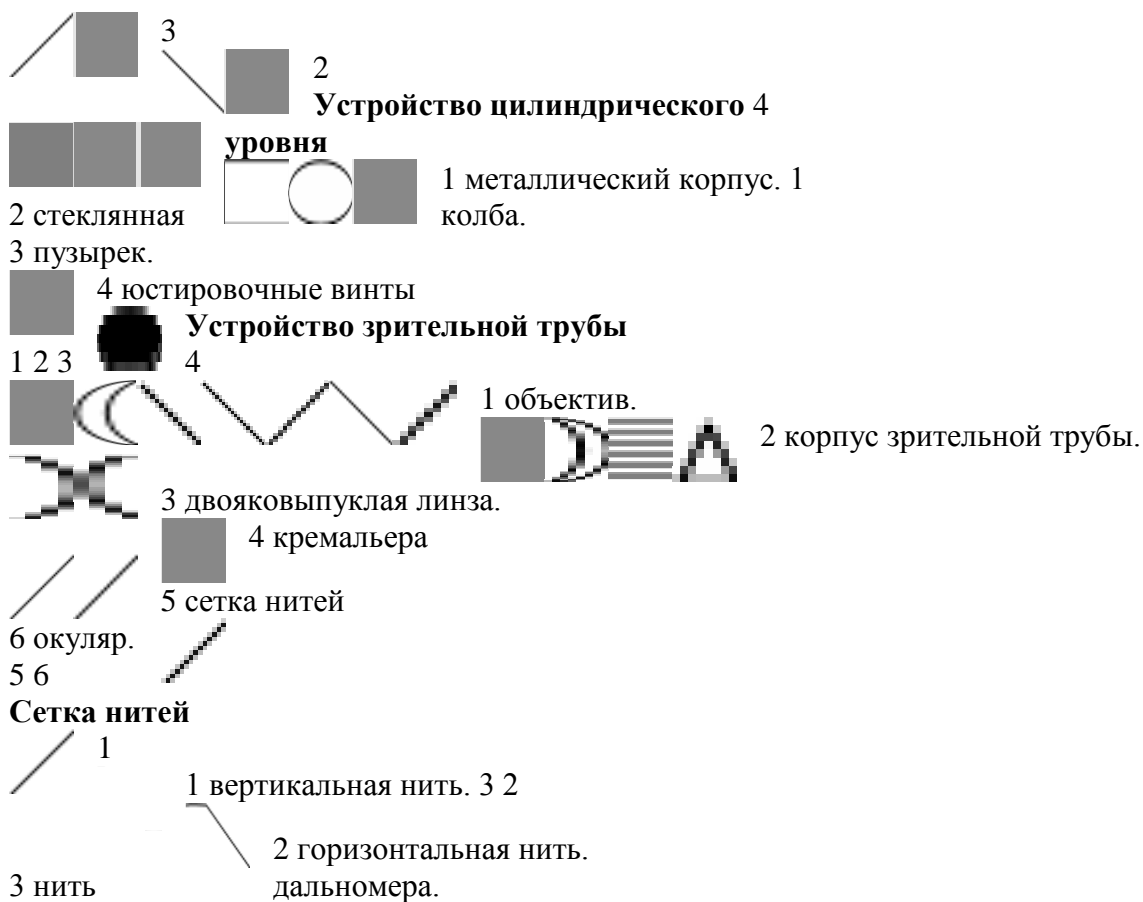 3
2
Устройство цилиндрического 4
уровня
1 металлический корпус. 1
2 стеклянная колба.
3 пузырек.
4 юстировочные винты
Устройство зрительной трубы
1 2 3 4
1 объектив.
2 корпус зрительной трубы.
3 двояковыпуклая линза.
4 кремальера
5 сетка нитей
6 окуляр.
5 6
Сетка нитей
1
1 вертикальная нить. 3 2
2 горизонтальная нить.
3 нить дальномера.